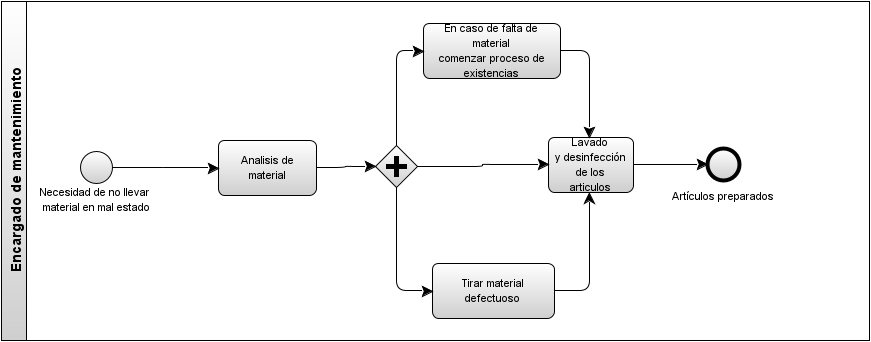 Encargado de mantenimiento
Necesidad de no llevar
material en mal estado
Analisis de
material
En caso de falta de
material
comenzar proceso de
existencias
Lavado
y desinfección
de los
articulos
Tirar material
defectuoso
Artículos preparados